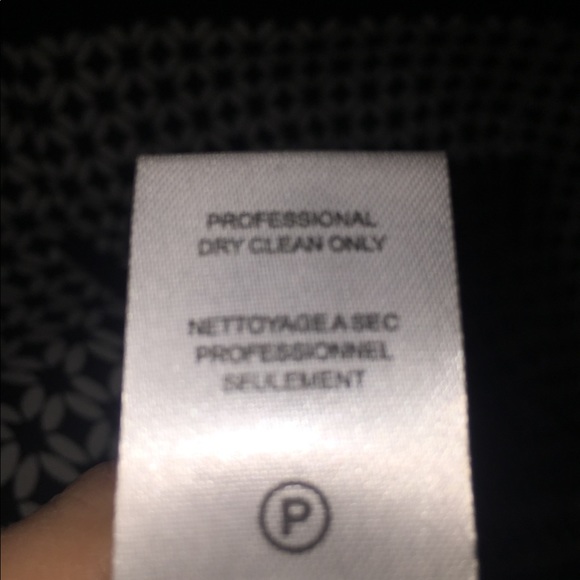 PROFESSIONAL
DRY CLEAN ONLY
NETTOYAGE A SEC
PROFESSIONNEL
SEULEMENT
P